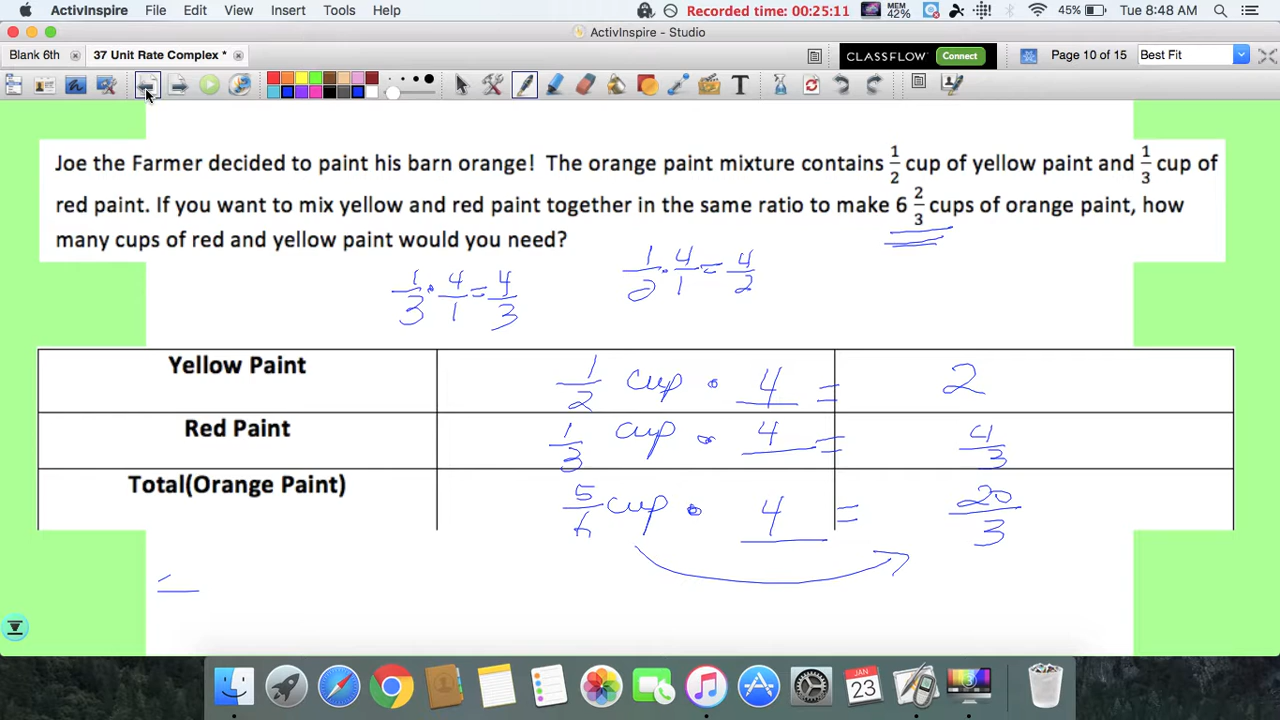 ActivInspire File Edit View Insert Tools Help Recorded time: 00:25:11 MEM 42% 45% Tue 8:48 AM
ActivInspire - Studio
Blank 6th 37 Unit Rate Complex * CLASSFLOW Connect Page 10 of 15 Best Fit
T
Joe the Farmer decided to paint his barn orange! The orange paint mixture contains 1/2 cup of yellow paint and 1/3 cup of
red paint. If you want to mix yellow and red paint together in the same ratio to make 6 2/3 cups of orange paint, how
many cups of red and yellow paint would you need?
1/3 · 4/1 = 4/3 1/2 · 4/1 = 4/2
Yellow Paint 1/2 cup · 4 = 2
Red Paint 1/3 cup · 4 = 4/3
Total(Orange Paint) 5/6 cup · 4 = 20/3
JAN 23